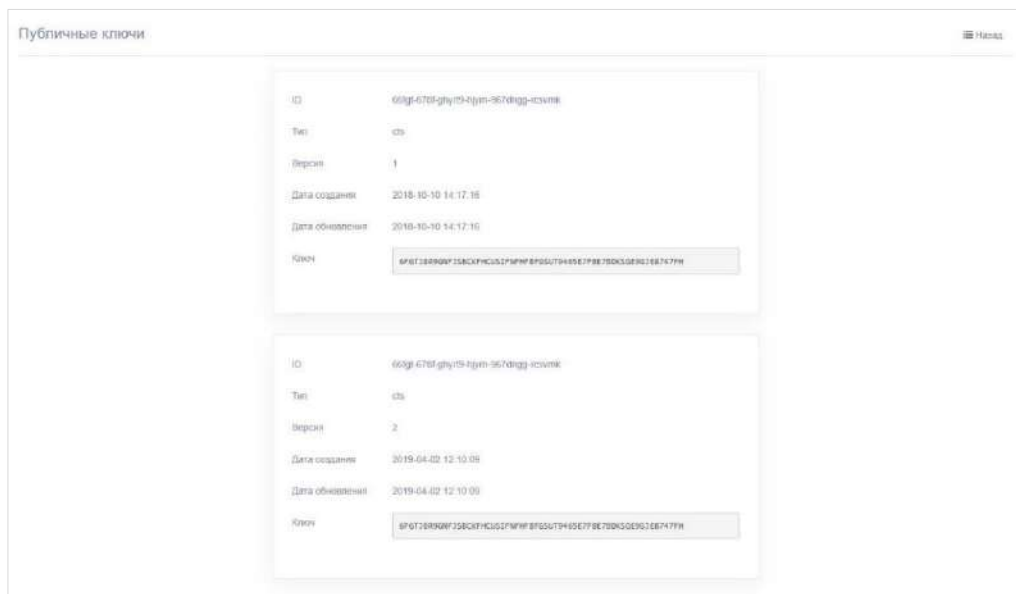 Публичные ключи
Назад
ID
Тип cts
Версия 1
Дата создания 2018-10-10 14:17:16
Дата обновления 2018-10-10 14:17:16
Ключ
ID
Тип cts
Версия 2
Дата создания 2019-04-02 12:10:09
Дата обновления 2019-04-02 12:10:09
Ключ